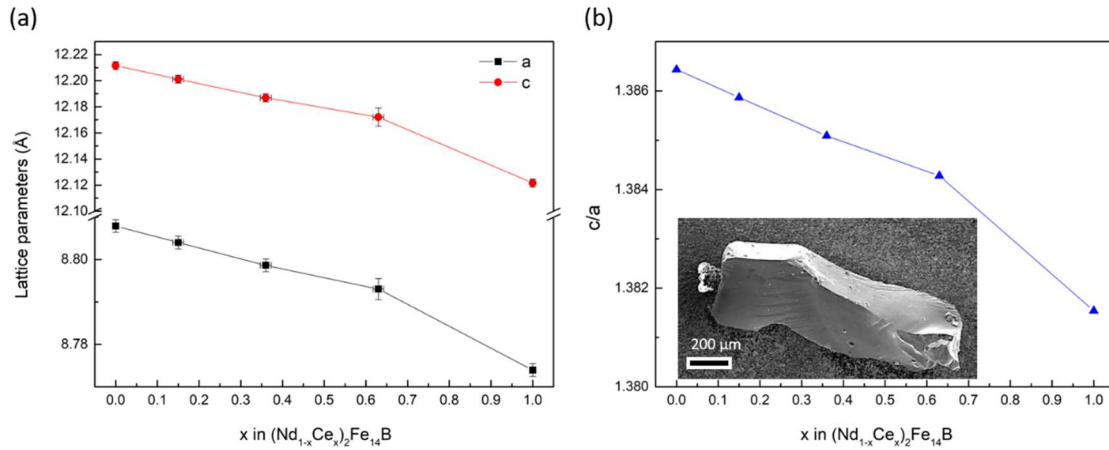 (a)
12.22
12.20
12.18
12.16
12.14
12.12
12.10
8.80
8.78
Lattice parameters (Å)
a
c
0.0 0.1 0.2 0.3 0.4 0.5 0.6 0.7 0.8 0.9 1.0
x in (Nd1-xCex)2Fe14B
(b)
1.386
1.384
1.382
1.380
c/a
200 µm
0.0 0.1 0.2 0.3 0.4 0.5 0.6 0.7 0.8 0.9 1.0
x in (Nd1-xCex)2Fe14B